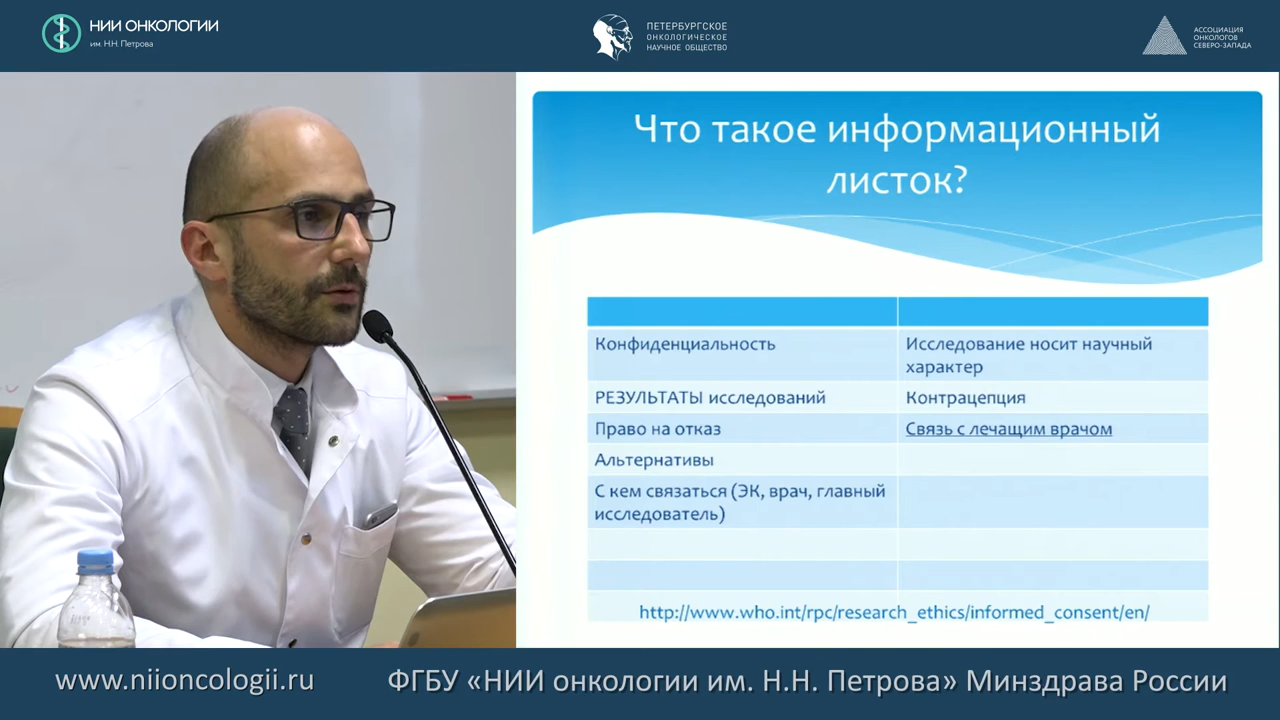 НИИ ОНКОЛОГИИ
им. Н.Н. Петрова
ПЕТЕРБУРГСКОЕ
ОНКОЛОГИЧЕСКОЕ
НАУЧНОЕ ОБЩЕСТВО
АССОЦИАЦИЯ
ОНКОЛОГОВ
СЕВЕРО-ЗАПАДА
Что такое информационный
листок?
Конфиденциальность
Исследование носит научный
характер
РЕЗУЛЬТАТЫ исследований
Контрацепция
Право на отказ
Связь с лечащим врачом
Альтернативы
С кем связаться (ЭК, врач, главный
исследователь)
http://www.who.int/rpc/research_ethics/informed_consent/en/
www.niioncologii.ru
ФГБУ «НИИ онкологии им. Н.Н. Петрова» Минздрава России